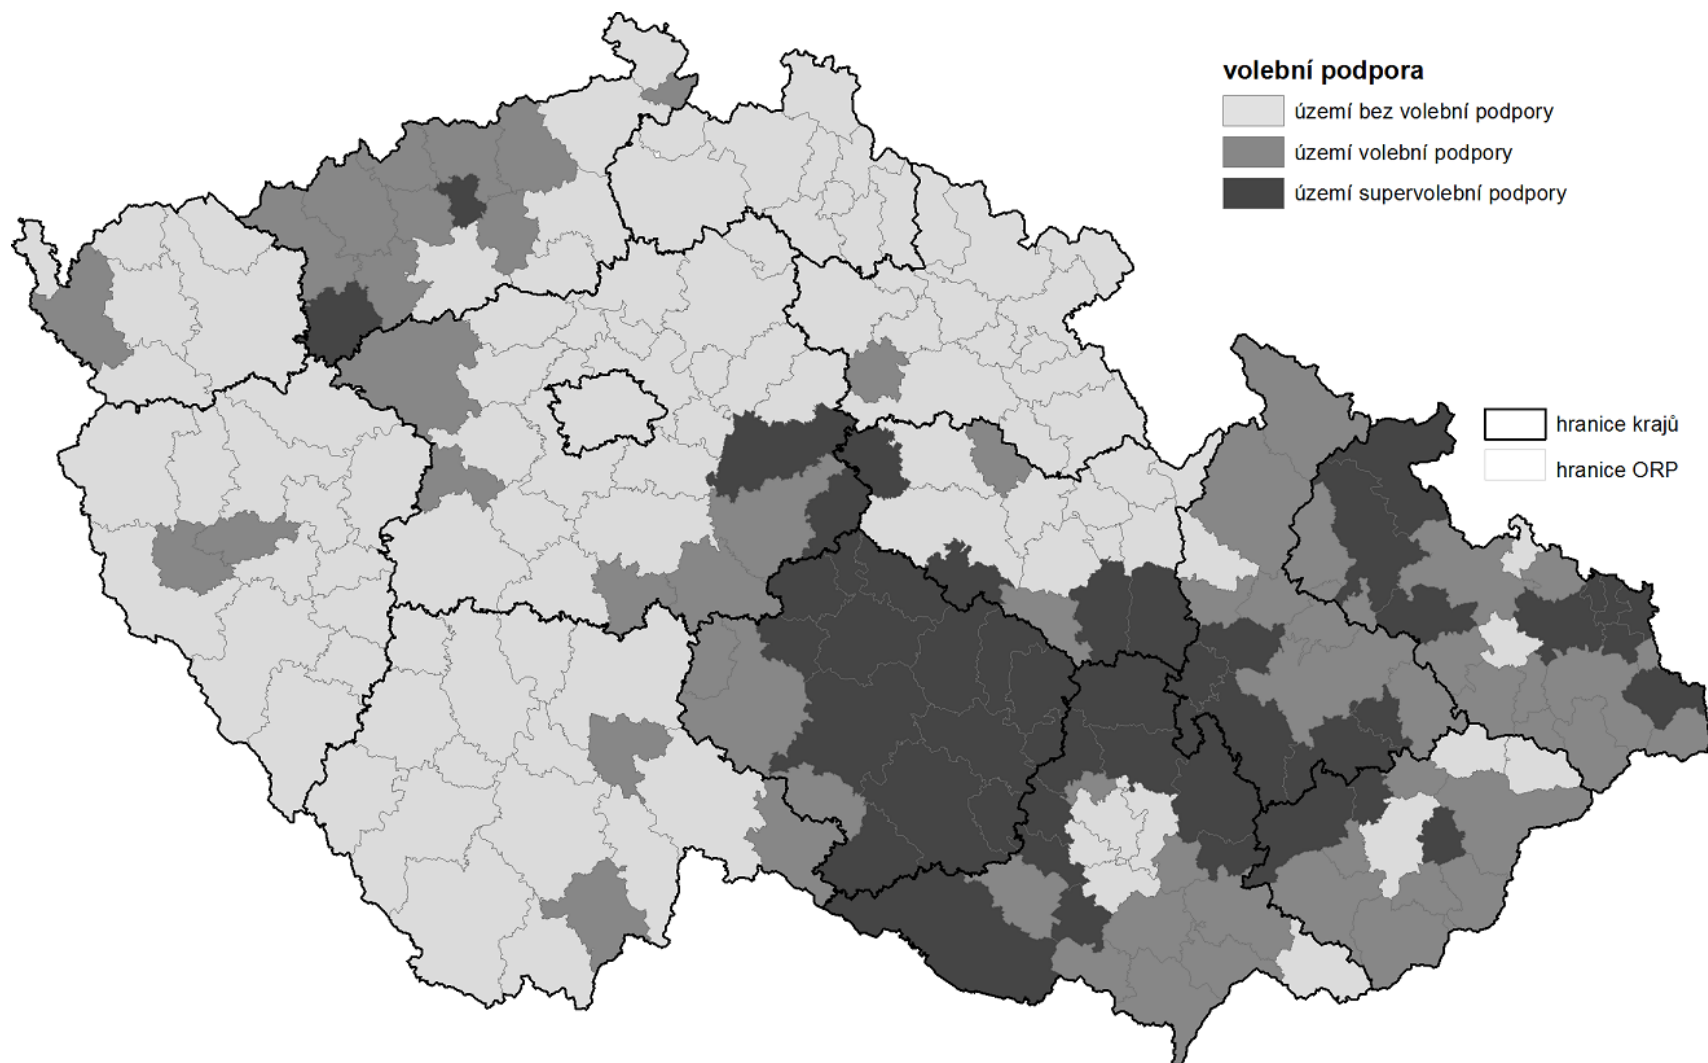 volební podpora
území bez volební podpory
území volební podpory
území supervolební podpory
hranice krajů
hranice ORP